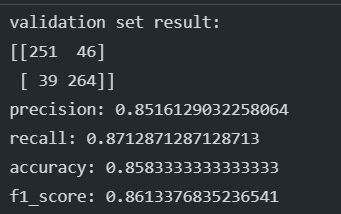 validation set result:
[[251  46]
 [ 39 264]]
precision: 0.8516129032258064
recall: 0.8712871287128713
accuracy: 0.8583333333333333
f1_score: 0.8613376835236541